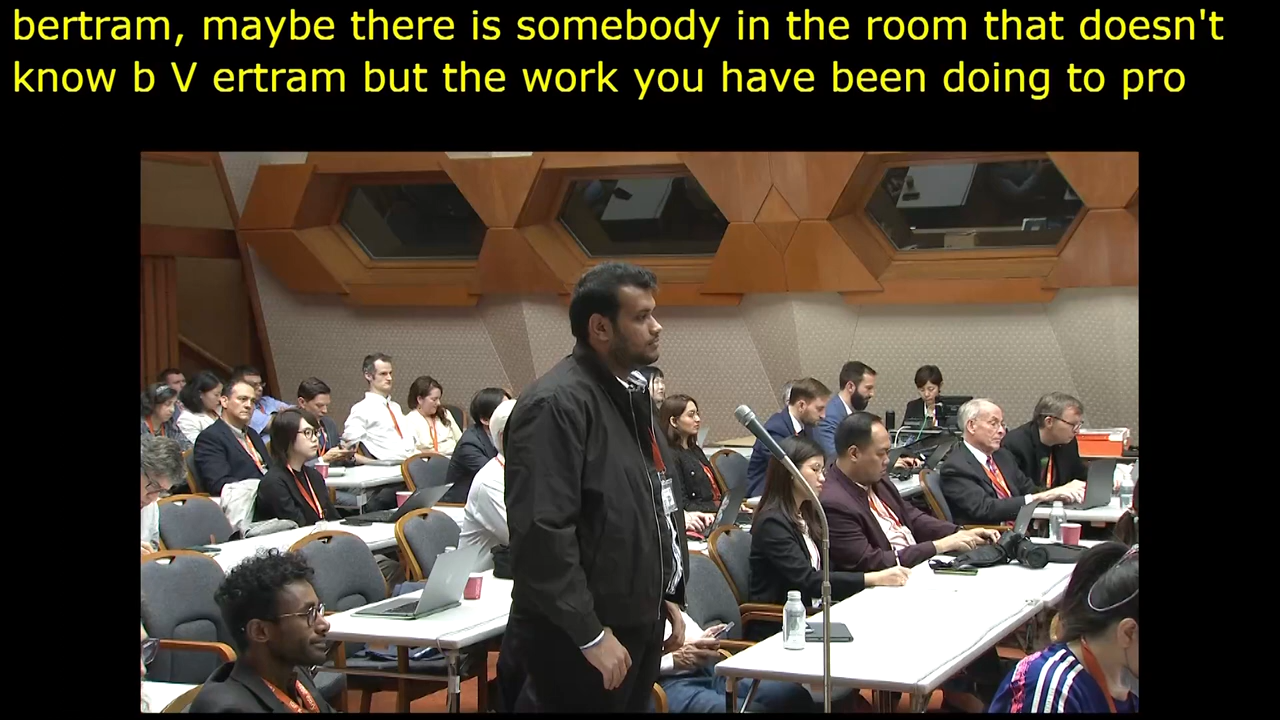 bertram, maybe there is somebody in the room that doesn't
know b V ertram but the work you have been doing to pro